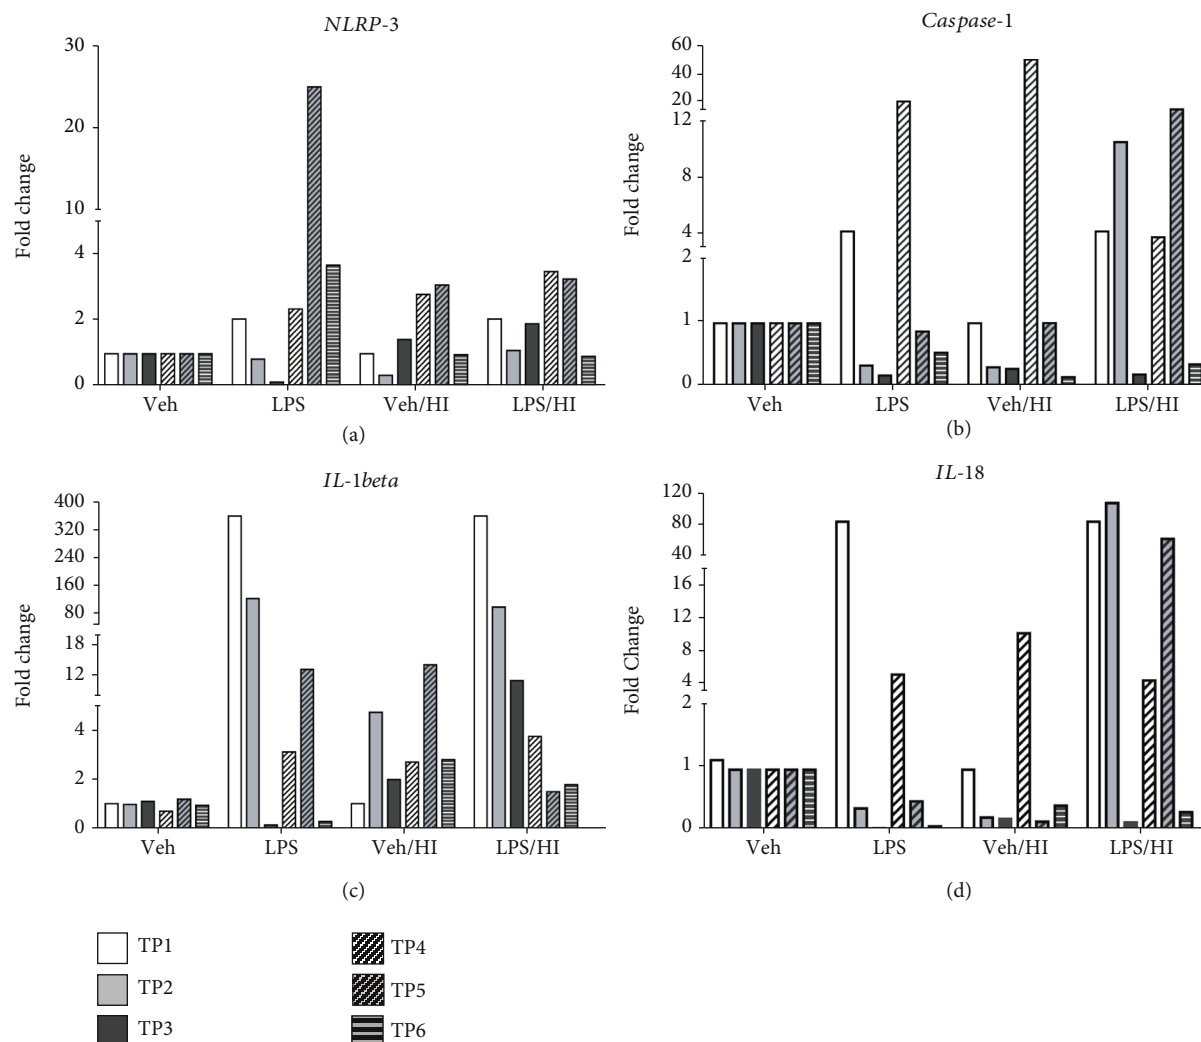 NLRP-3
Fold change
30
20
10
4
2
0
Veh LPS Veh/HI LPS/HI
(a)
Caspase-1
Fold change
60
40
20
12
8
4
2
1
0
Veh LPS Veh/HI LPS/HI
(b)
IL-1beta
Fold change
400
320
240
160
80
18
12
4
2
0
Veh LPS Veh/HI LPS/HI
(c)
IL-18
Fold Change
120
80
40
16
12
8
4
2
1
0
Veh LPS Veh/HI LPS/HI
(d)
TP1
TP2
TP3
TP4
TP5
TP6